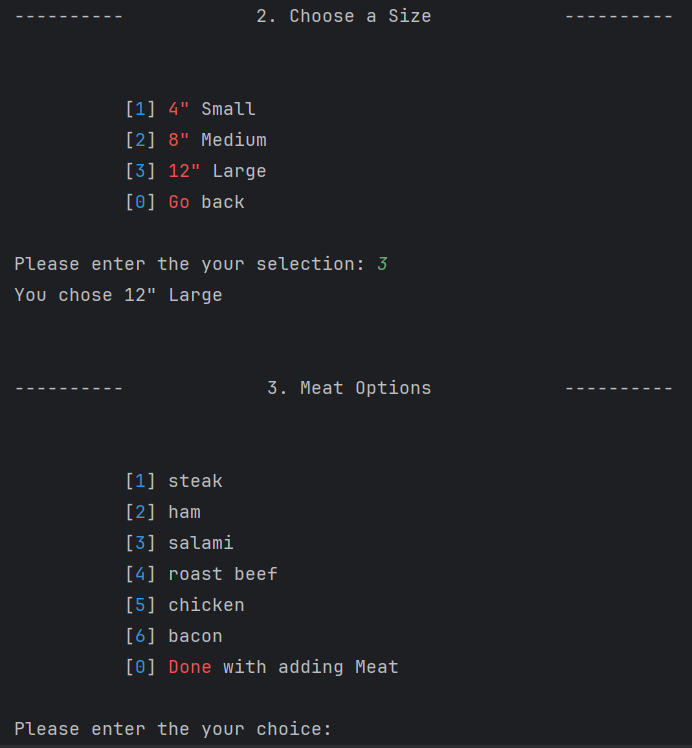 ---------- 2. Choose a Size ----------
[1] 4" Small
[2] 8" Medium
[3] 12" Large
[0] Go back
Please enter the your selection: 3
You chose 12" Large
---------- 3. Meat Options ----------
[1] steak
[2] ham
[3] salami
[4] roast beef
[5] chicken
[6] bacon
[0] Done with adding Meat
Please enter the your choice: